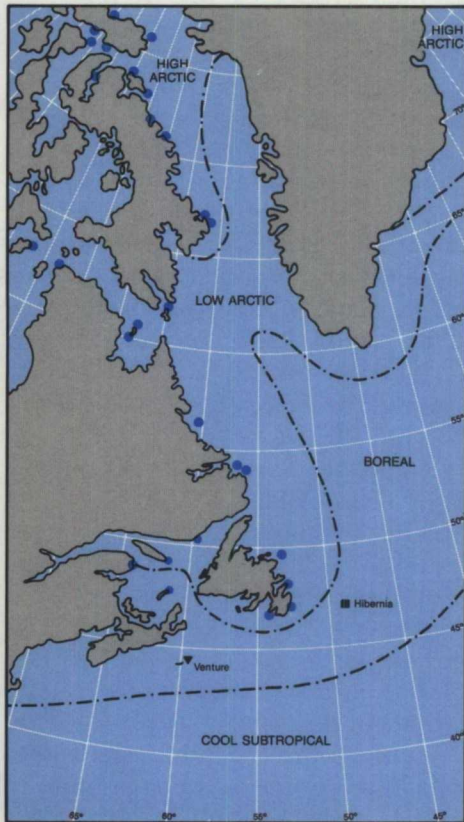 HIGH
ARCTIC
HIGH
ARCTIC
70°
65°
LOW ARCTIC
60°
55°
BOREAL
50°
Hibernia
45°
Venture
COOL SUBTROPICAL
40°
65°
60°
55°
50°
45°